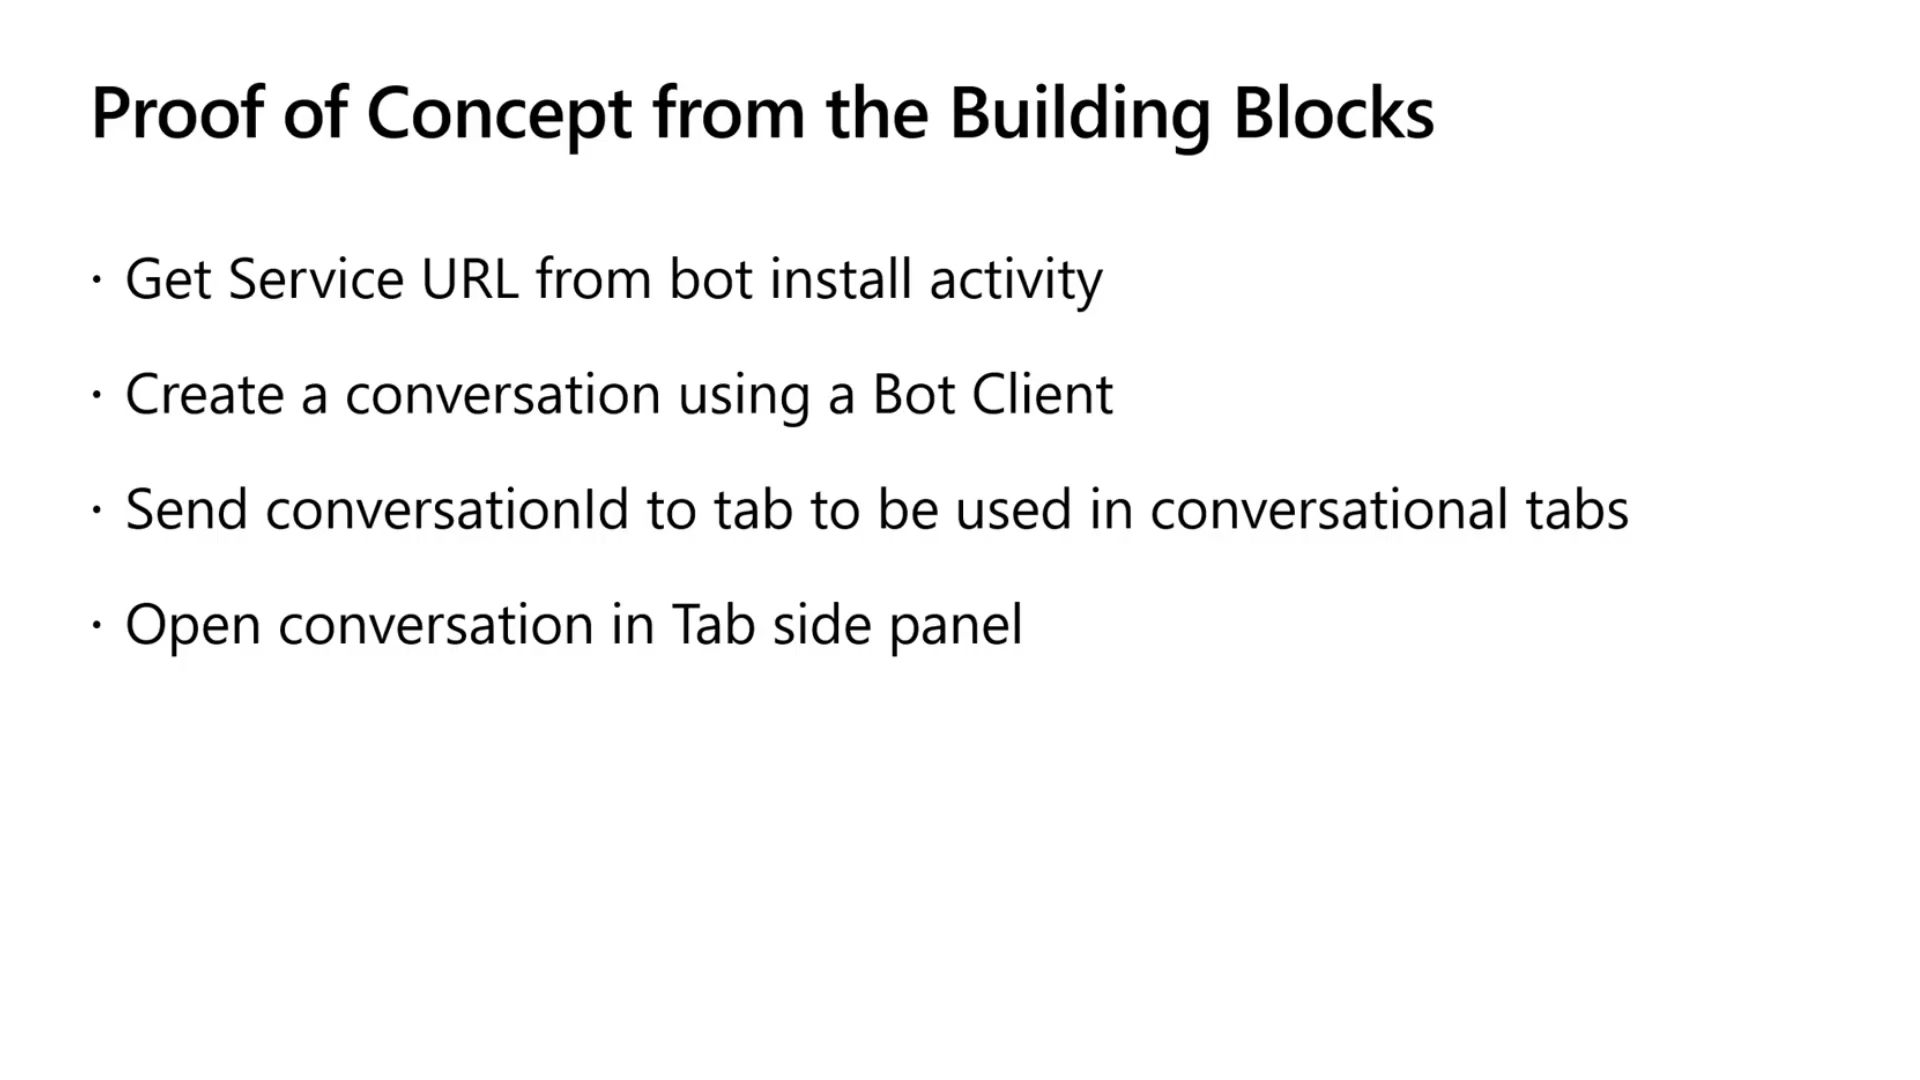 Proof of Concept from the Building Blocks
· Get Service URL from bot install activity
· Create a conversation using a Bot Client
· Send conversationId to tab to be used in conversational tabs
· Open conversation in Tab side panel